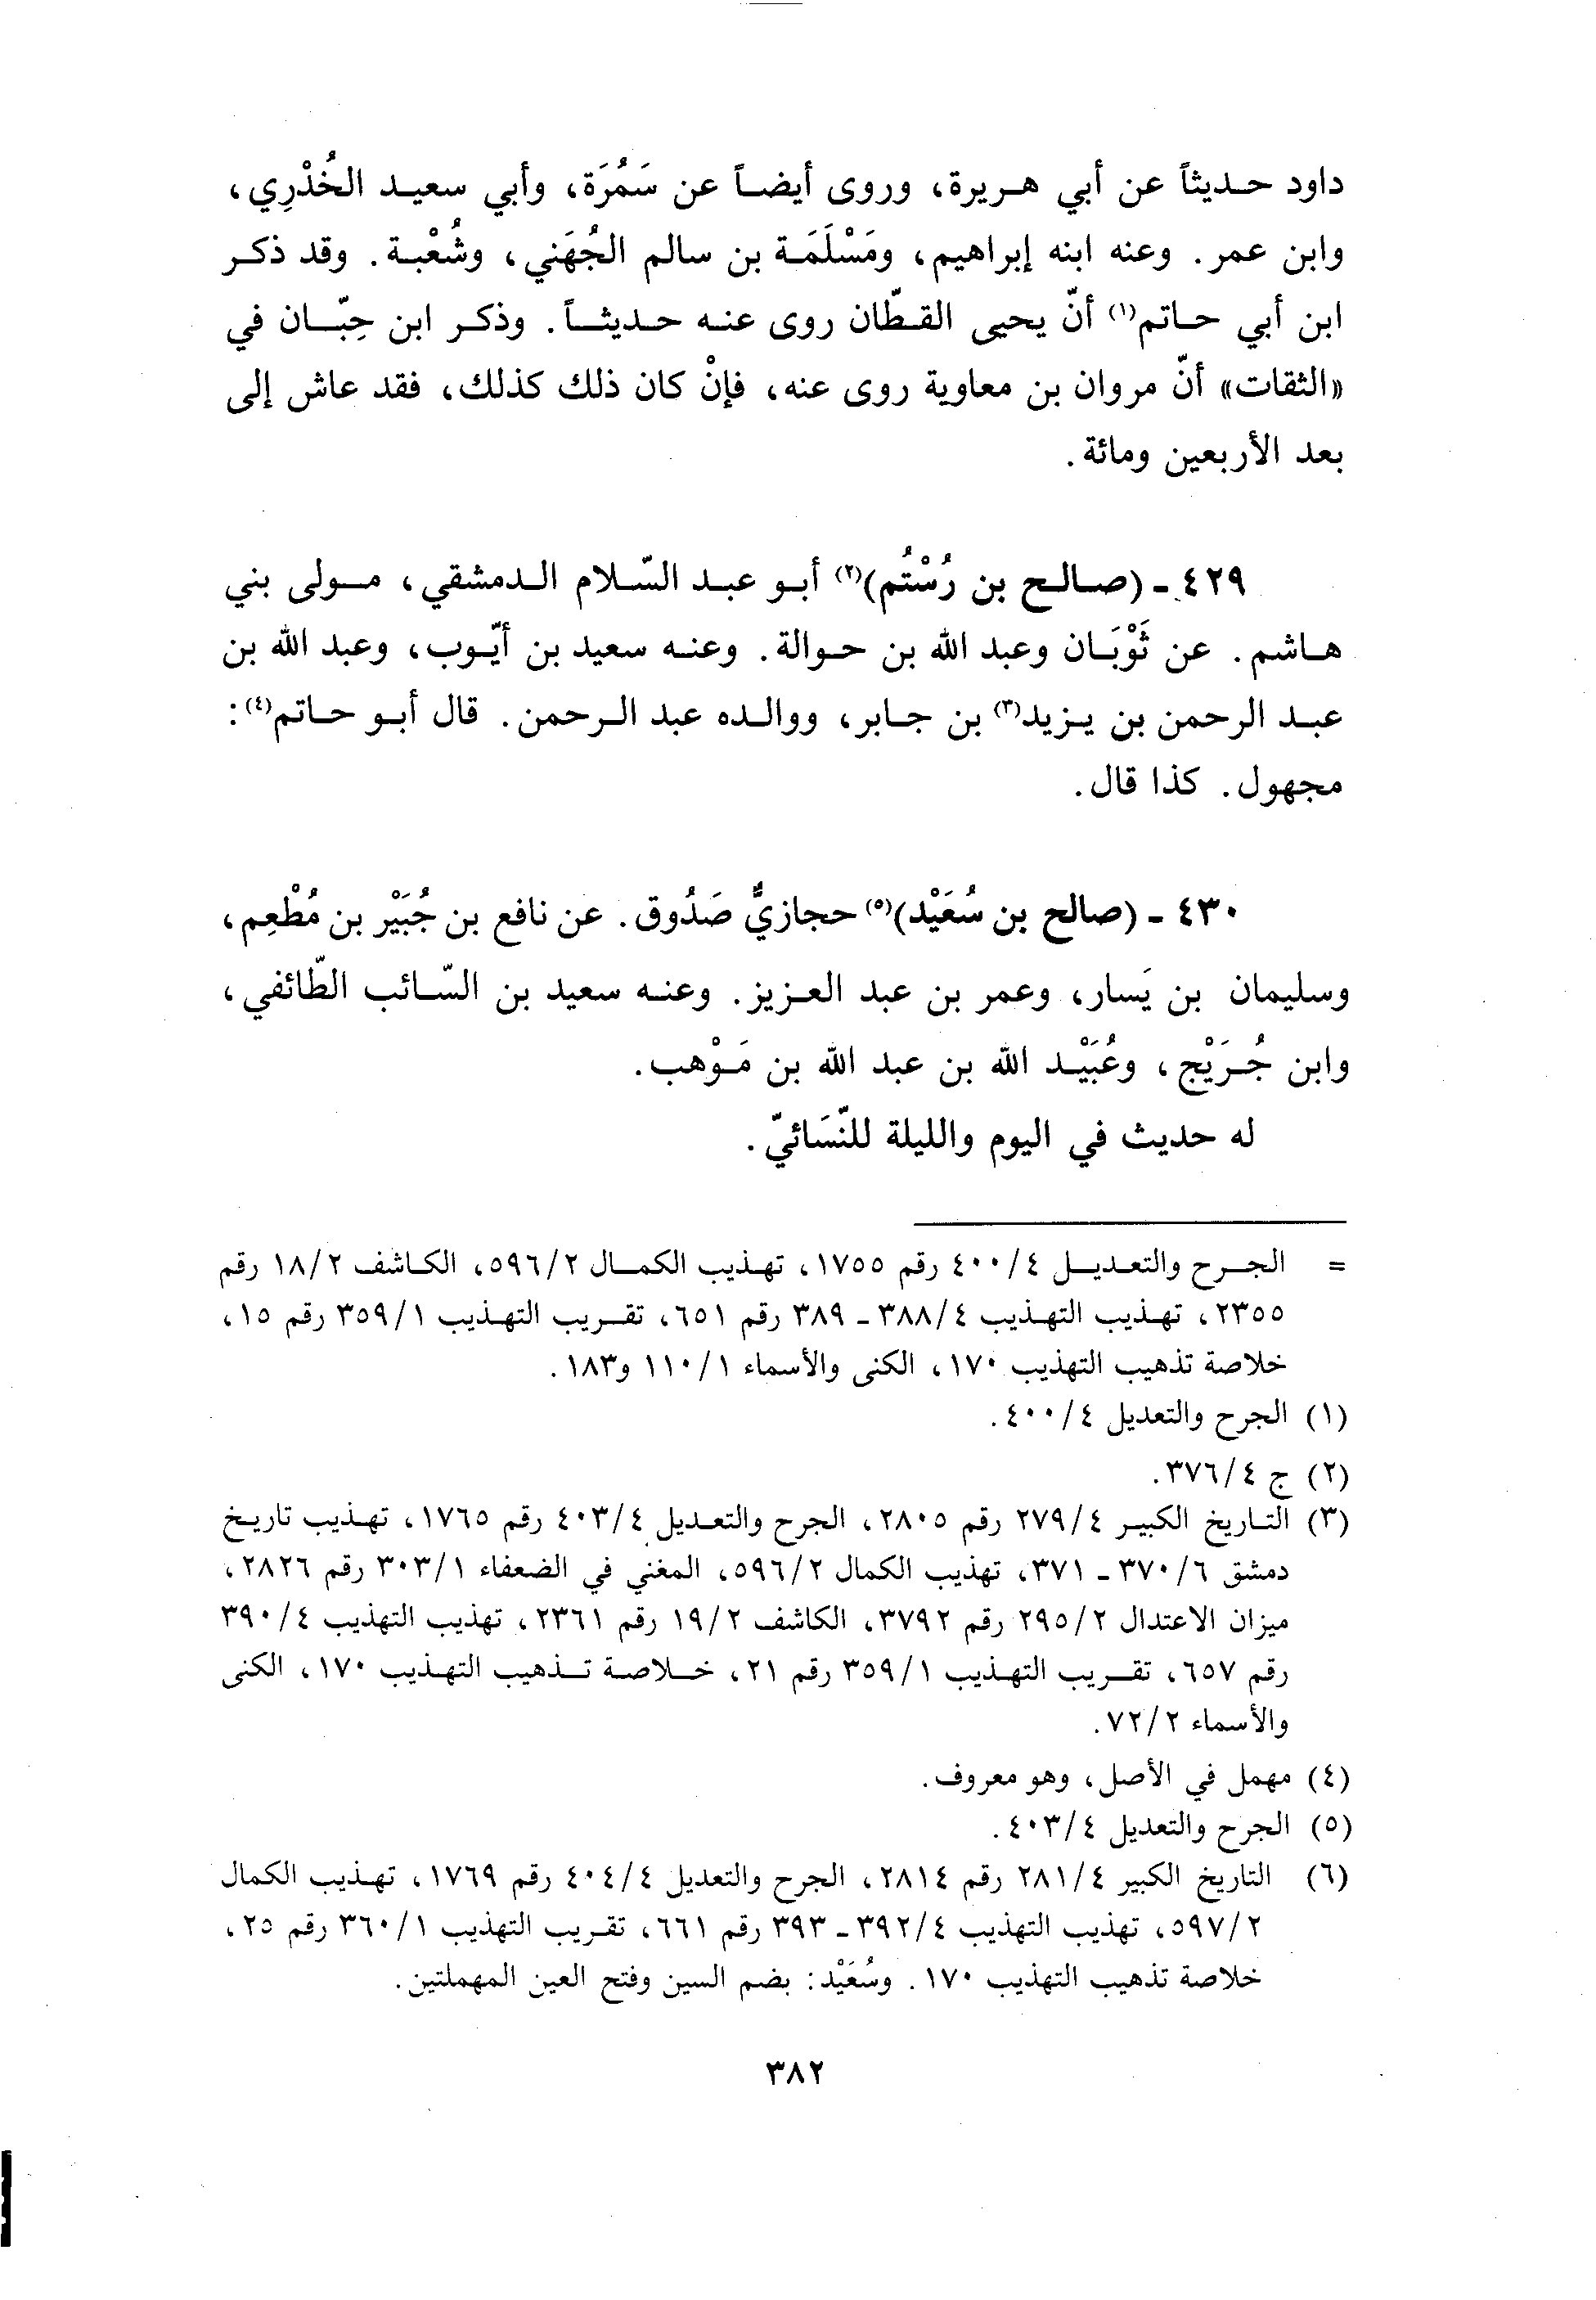 داود حديثاً عن أبي هريرة، وروى أيضاً عن سَمُرَة، وأبي سعيد الخُدْرِي،
وابن عمر. وعنه ابنه إبراهيم، ومَسْلَمَة بن سالم الجُهَني، وشُعْبة. وقد ذكر
ابن أبي حاتم(١) أنّ يحيى القطّان روى عنه حديثاً. وذكر ابن حِبّان في
«الثقات» أنّ مروان بن معاوية روى عنه، فإنْ كان ذلك كذلك، فقد عاش إلى
بعد الأربعين ومائة.
٤٢٩ - (صالح بن رُسْتُم)(٢) أبو عبد السّلام الدمشقي، مولى بني
هاشم. عن ثَوْبَان وعبد الله بن حوالة. وعنه سعيد بن أيّوب، وعبد الله بن
عبد الرحمن بن يزيد(٣) بن جابر، ووالده عبد الرحمن. قال أبو حاتم(٤):
مجهول. كذا قال.
٤٣٠ - (صالح بن سُعَيْد)(٥) حجازيٌّ صَدُوق. عن نافع بن جُبَيْر بن مُطْعِم،
وسليمان بن يَسار، وعمر بن عبد العزيز. وعنه سعيد بن السّائب الطّائفي،
وابن جُرَيْج، وعُبَيْد الله بن عبد الله بن مَوْهب.
له حديث في اليوم والليلة للنّسَائيّ.
= الجرح والتعديل ٤/٤٠٠ رقم ١٧٥٥، تهذيب الكمال ٢/٥٩٦، الكاشف ٢/١٨ رقم
٢٣٥٥، تهذيب التهذيب ٤/٣٨٨ - ٣٨٩ رقم ٦٥١، تقريب التهذيب ١/٣٥٩ رقم ١٥،
خلاصة تذهيب التهذيب ١٧٠، الكنى والأسماء ١/١١٠ و١٨٣.
(١) الجرح والتعديل ٤/٤٠٠.
(٢) ج ٤/٣٧٦.
(٣) التاريخ الكبير ٤/٢٧٩ رقم ٢٨٠٥، الجرح والتعديل ٤/٤٠٣ رقم ١٧٦٥، تهذيب تاريخ
دمشق ٦/٣٧٠ - ٣٧١، تهذيب الكمال ٢/٥٩٦، المغني في الضعفاء ١/٣٠٣ رقم ٢٨٢٦،
ميزان الاعتدال ٢/٢٩٥ رقم ٣٧٩٢، الكاشف ٢/١٩ رقم ٢٣٦١، تهذيب التهذيب ٤/٣٩٠
رقم ٦٥٧، تقريب التهذيب ١/٣٥٩ رقم ٢١، خلاصة تذهيب التهذيب ١٧٠، الكنى
والأسماء ٢/٧٢.
(٤) مهمل في الأصل، وهو معروف.
(٥) الجرح والتعديل ٤/٤٠٣.
(٦) التاريخ الكبير ٤/٢٨١ رقم ٢٨١٤، الجرح والتعديل ٤/٤٠٤ رقم ١٧٦٩، تهذيب الكمال
٢/٥٩٧، تهذيب التهذيب ٤/٣٩٢ - ٣٩٣ رقم ٦٦١، تقريب التهذيب ١/٣٦٠ رقم ٢٥،
خلاصة تذهيب التهذيب ١٧٠. وسُعَيْد: بضم السين وفتح العين المهملتين.
٣٨٢